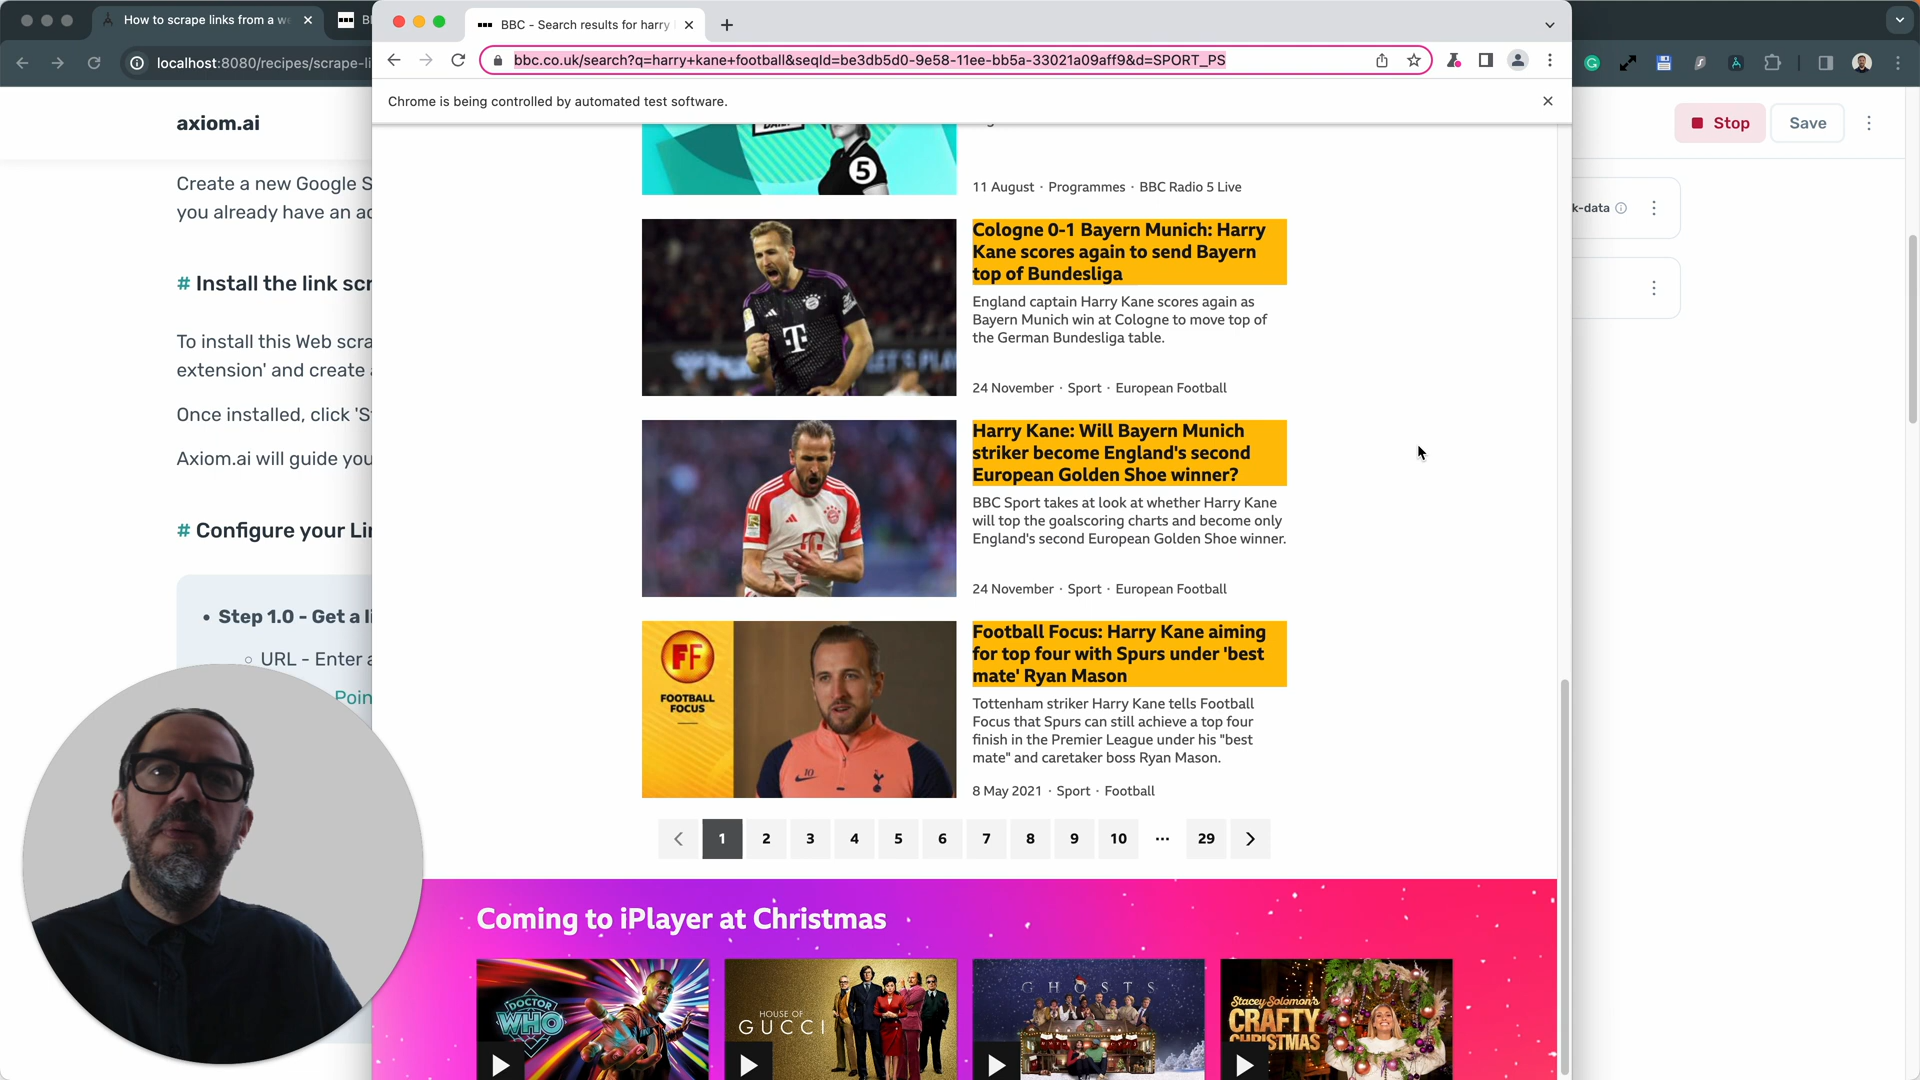 How to scrape links from a we
BBC - Search results for harry
localhost:8080/recipes/scrape-li
bbc.co.uk/search?q=harry+kane+football&seqId=be3db5d0-9e58-11ee-bb5a-33021a09aff9&d=SPORT_PS
Chrome is being controlled by automated test software.
axiom.ai
Stop
Save
Create a new Google S
you already have an ac
# Install the link scr
To install this Web scra
extension' and create a
Once installed, click 'S
Axiom.ai will guide you
# Configure your Lin
Step 1.0 - Get a li
URL - Enter a
Poin
k-data
5
11 August · Programmes · BBC Radio 5 Live
Cologne 0-1 Bayern Munich: Harry
Kane scores again to send Bayern
top of Bundesliga
England captain Harry Kane scores again as
Bayern Munich win at Cologne to move top of
the German Bundesliga table.
24 November · Sport · European Football
Harry Kane: Will Bayern Munich
striker become England's second
European Golden Shoe winner?
BBC Sport takes at look at whether Harry Kane
will top the goalscoring charts and become only
England's second European Golden Shoe winner.
24 November · Sport · European Football
FF
FOOTBALL
FOCUS
Football Focus: Harry Kane aiming
for top four with Spurs under 'best
mate' Ryan Mason
Tottenham striker Harry Kane tells Football
Focus that Spurs can still achieve a top four
finish in the Premier League under his "best
mate" and caretaker boss Ryan Mason.
8 May 2021 · Sport · Football
1 2 3 4 5 6 7 8 9 10 ... 29
Coming to iPlayer at Christmas
DOCTOR
WHO
HOUSE OF
GUCCI
GHOSTS
Stacey Solomon's
CRAFTY
CHRISTMAS